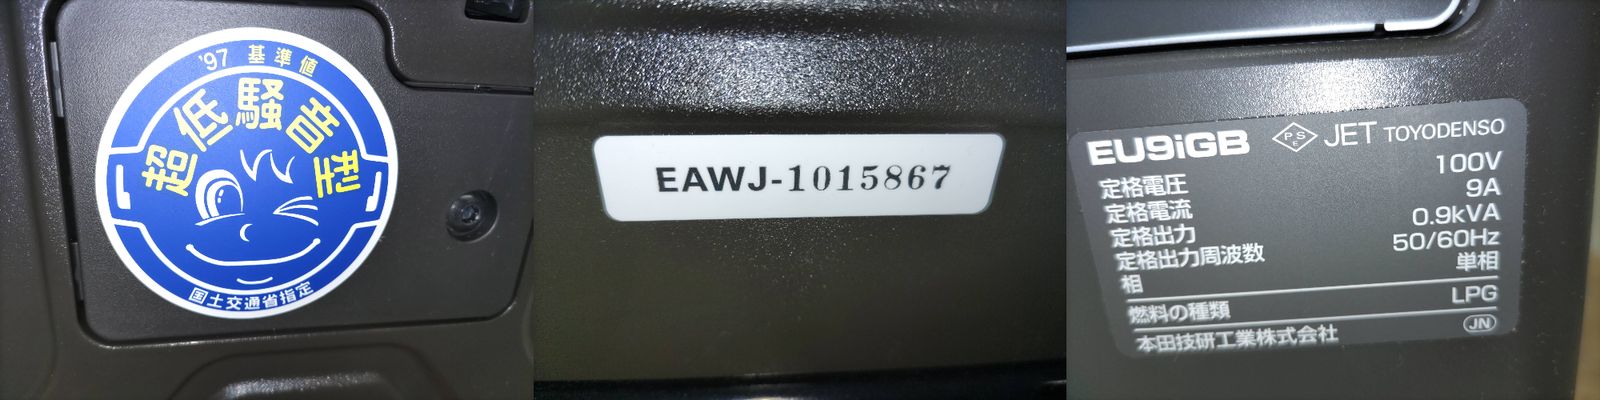 '97 基準値
超低騒音型
国土交通省指定
EAWJ-1015867
EU9iGB PSE JET TOYODENSO
定格電圧 100V
定格電流 9A
定格出力 0.9kVA
定格出力周波数 50/60Hz
相 単相
燃料の種類 LPG
本田技研工業株式会社 JN